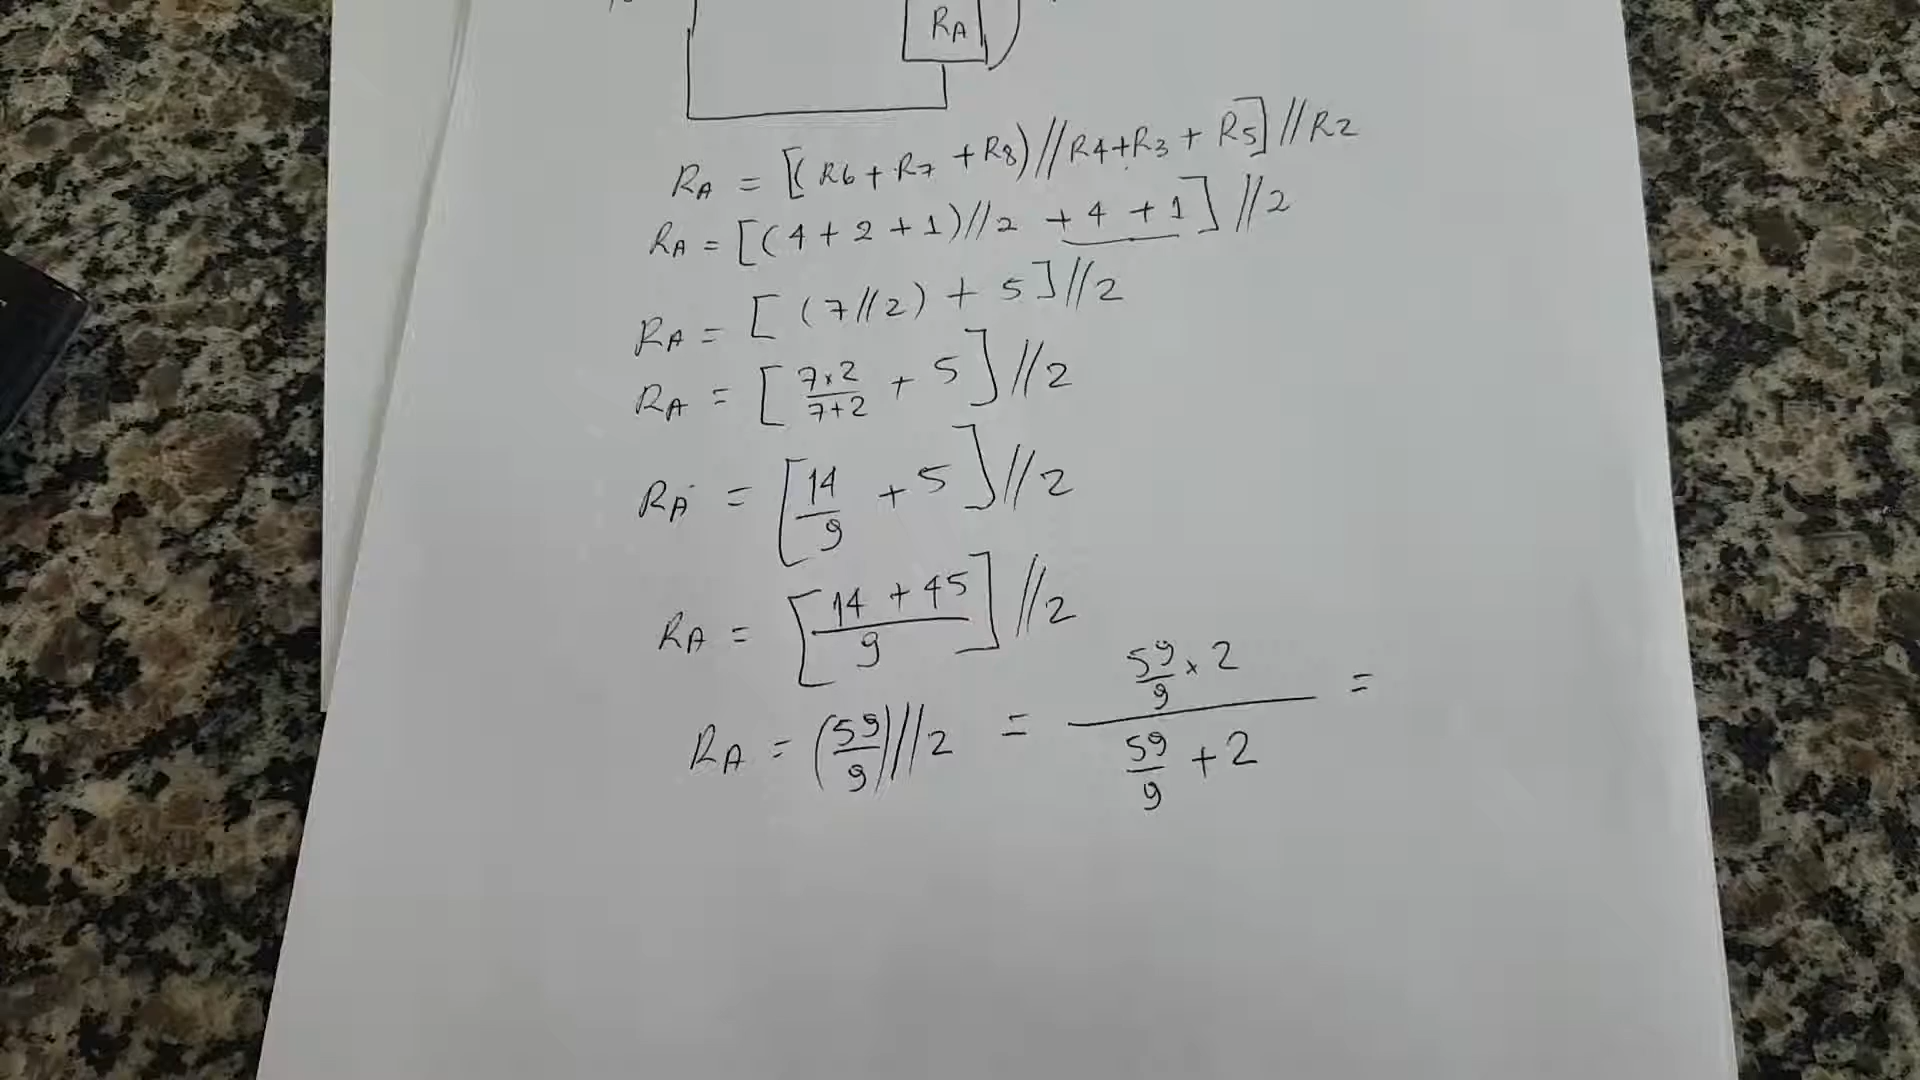 RA
RA = [(R6 + R7 + R8)//R4+R3 + R5]//R2
RA = [(4 + 2 + 1)//2 + 4 + 1]//2
RA = [(7//2) + 5]//2
RA = [7x2/7+2 + 5]//2
RA = [14/9 + 5]//2
RA = [14 + 45/9]//2
RA = (59/9)//2 = 59/9 x 2 / 59/9 + 2 =